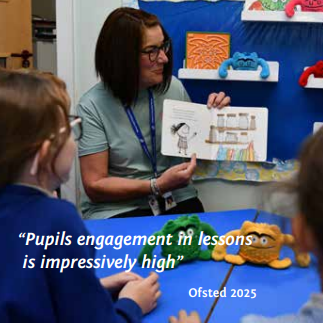 “Pupils engagement in lessons
is impressively high”
Ofsted 2025